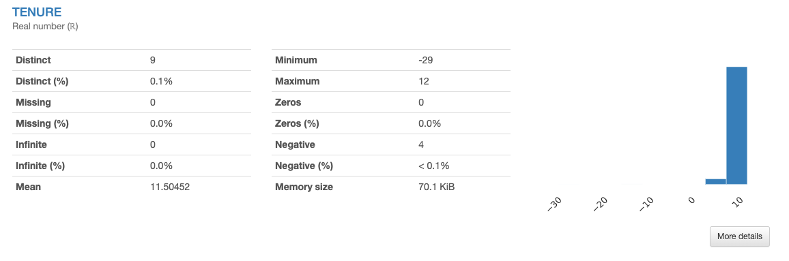 TENURE
Real number (ℝ)
Distinct 9
Distinct (%) 0.1%
Missing 0
Missing (%) 0.0%
Infinite 0
Infinite (%) 0.0%
Mean 11.50452
Minimum -29
Maximum 12
Zeros 0
Zeros (%) 0.0%
Negative 4
Negative (%) < 0.1%
Memory size 70.1 KiB
−30 −20 −10 0 10
More details